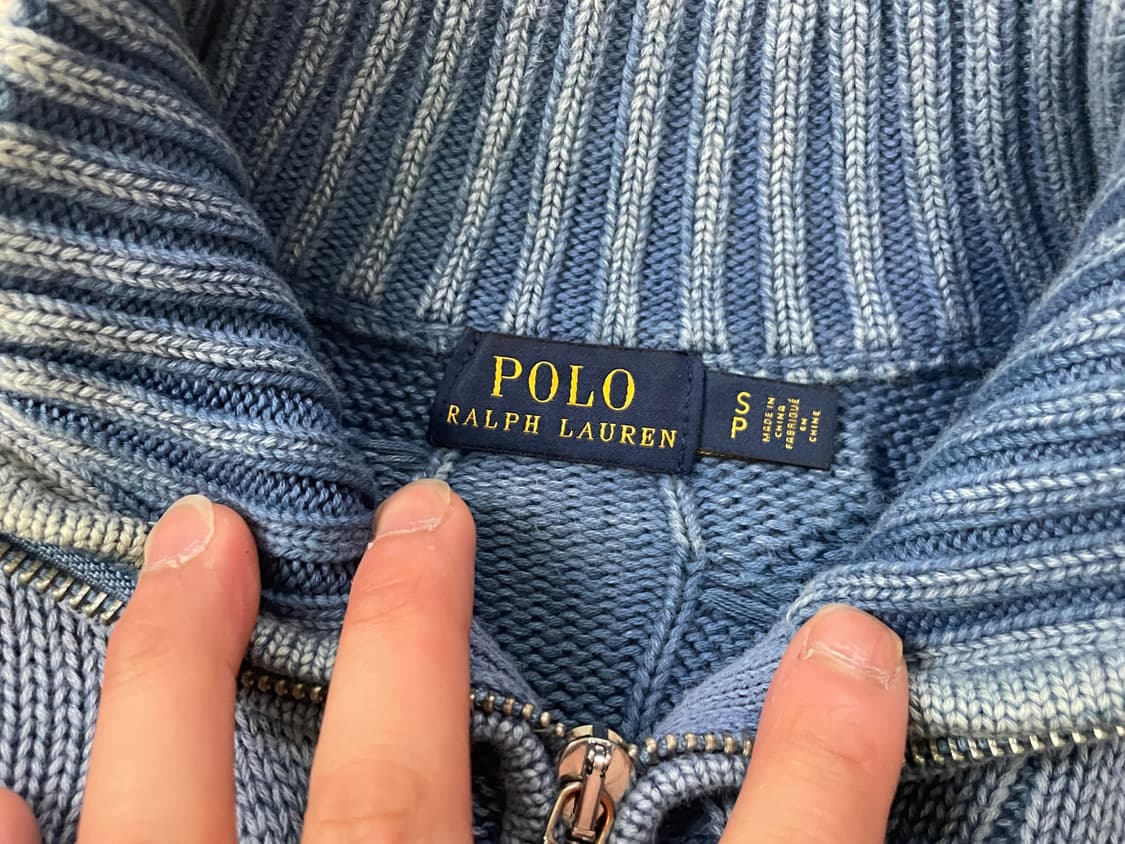 POLO
RALPH LAUREN
S
P
MADE IN
CHINA
FABRIQUÉ
EN
CHINE